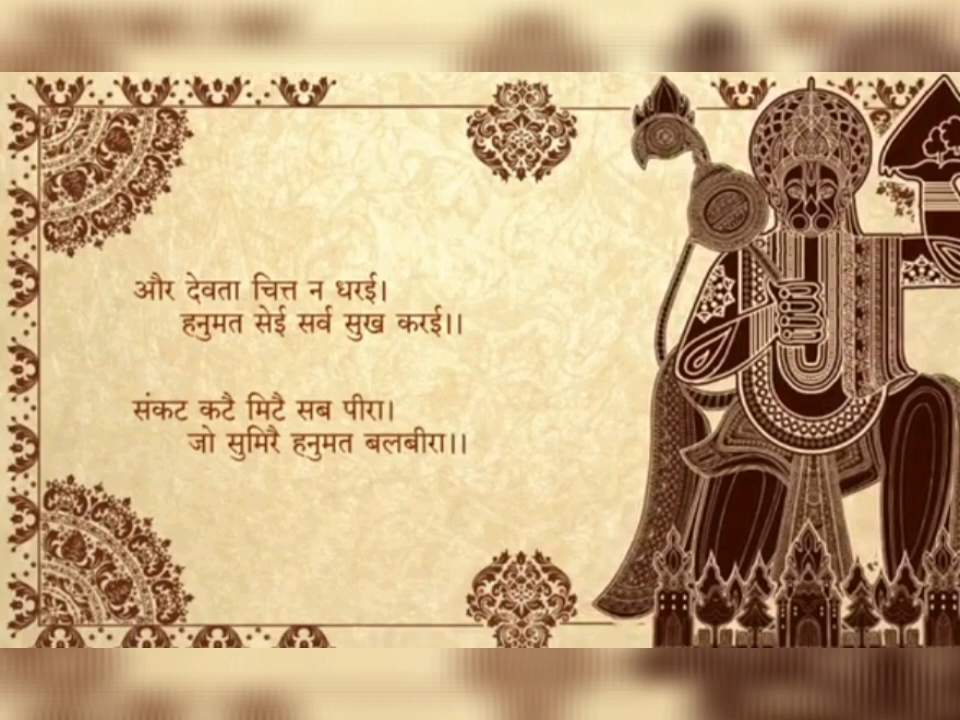 और देवता चित्त न धरई।
हनुमत सेई सर्व सुख करई।।
संकट कटै मिटै सब पीरा।
जो सुमिरै हनुमत बलबीरा।।